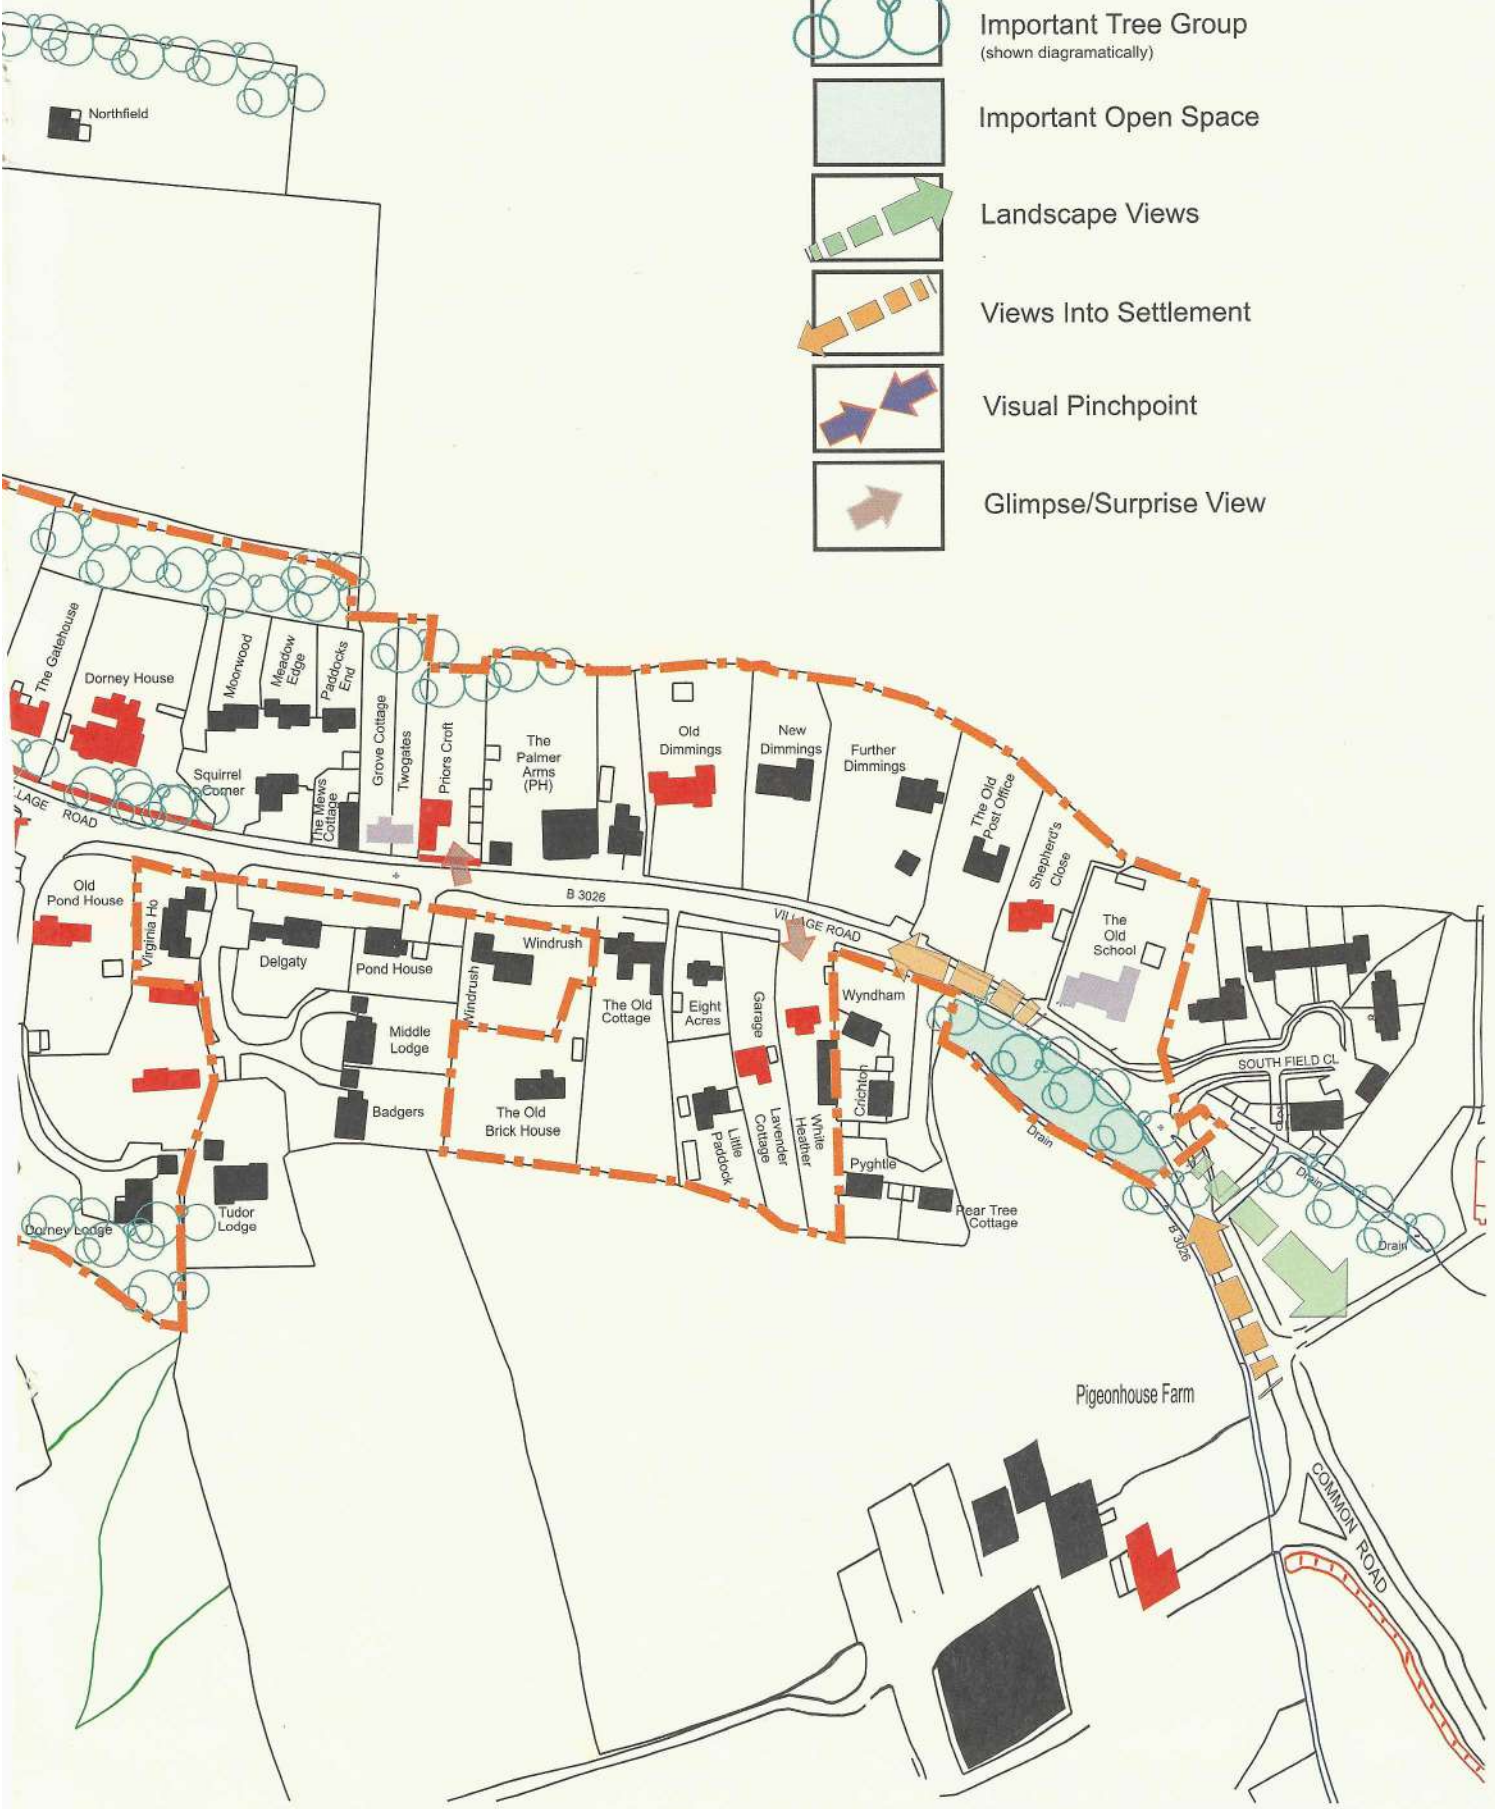 Important Tree Group
(shown diagramatically)
Important Open Space
Landscape Views
Views Into Settlement
Visual Pinchpoint
Glimpse/Surprise View
Northfield
The Gatehouse
Dorney House
Moorwood
Meadow
Edge
Paddocks
End
Grove Cottage
Twogates
Priors Croft
The
Palmer
Arms
(PH)
Old
Dimmings
New
Dimmings
Further
Dimmings
The Old
Post Office
Shepherd's
Close
The
Old
School
Squirrel
Corner
The Mews
Cottage
LLAGE
ROAD
B 3026
VILLAGE ROAD
Old
Pond House
Virginia Ho
Delgaty
Pond House
Windrush
Windrush
The Old
Cottage
Eight
Acres
Garage
Wyndham
Middle
Lodge
Badgers
The Old
Brick House
Little
Paddock
Lavender
Cottage
White
Heather
Crichton
Pyghtle
Pear Tree
Cottage
Drain
SOUTH FIELD CL
Drain
Drain
B 3026
Dorney Lodge
Tudor
Lodge
Pigeonhouse Farm
COMMON ROAD